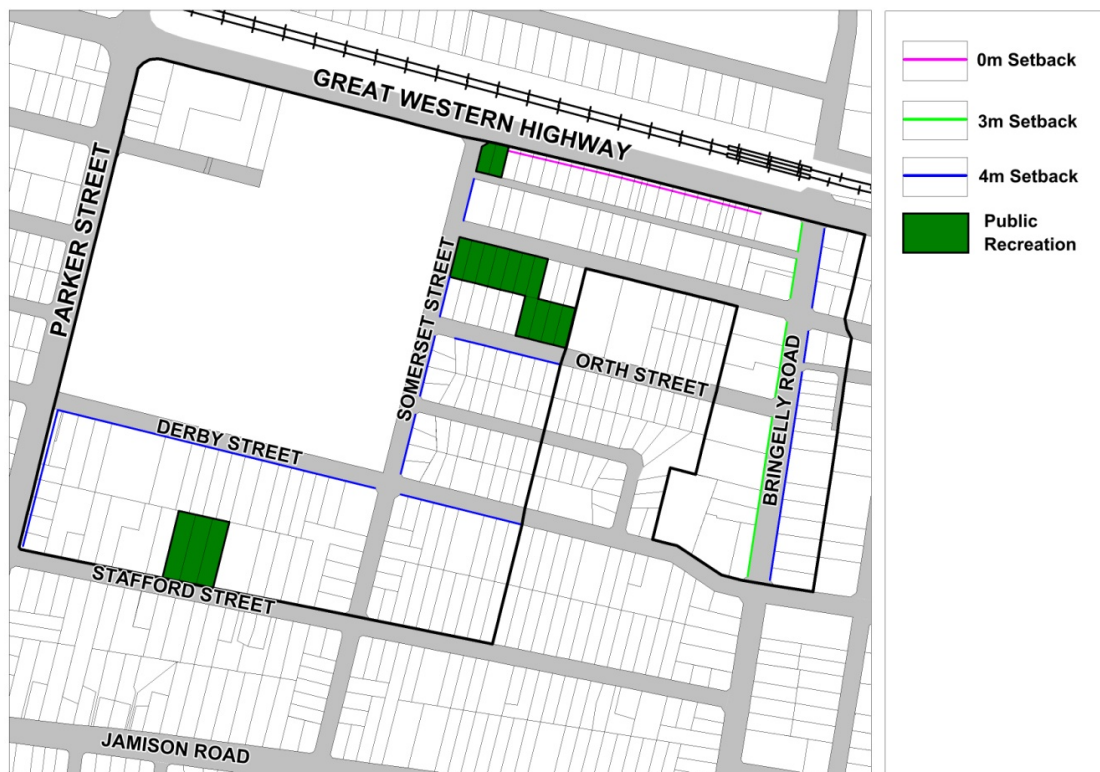 GREAT WESTERN HIGHWAY
PARKER STREET
SOMERSET STREET
ORTH STREET
BRINGELLY ROAD
DERBY STREET
STAFFORD STREET
JAMISON ROAD
0m Setback
3m Setback
4m Setback
Public
Recreation